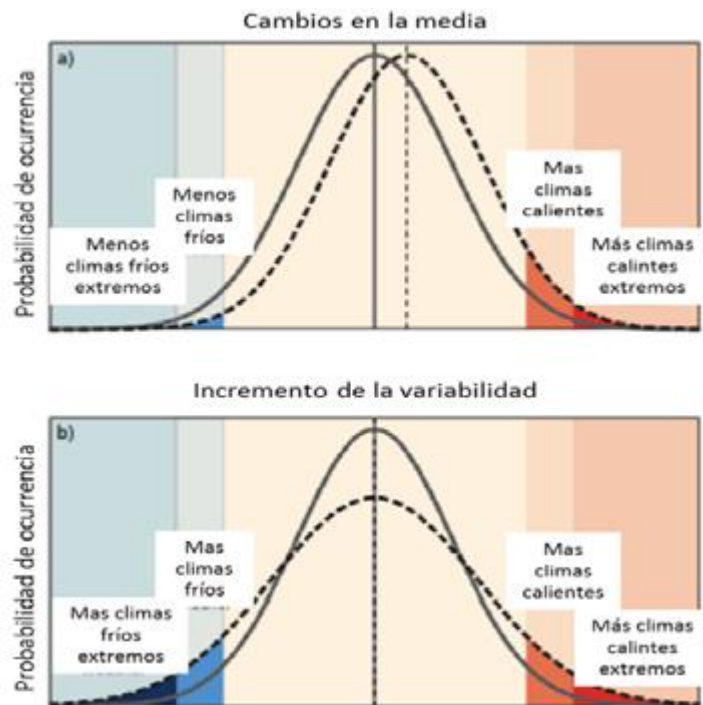 Cambios en la media
a)
Probabilidad de ocurrencia
Menos
climas fríos
extremos
Menos
climas
fríos
Mas
climas
calientes
Más climas
calintes
extremos
Incremento de la variabilidad
b)
Probabilidad de ocurrencia
Mas climas
fríos
extremos
Mas
climas
fríos
Mas
climas
calientes
Más climas
calintes
extremos